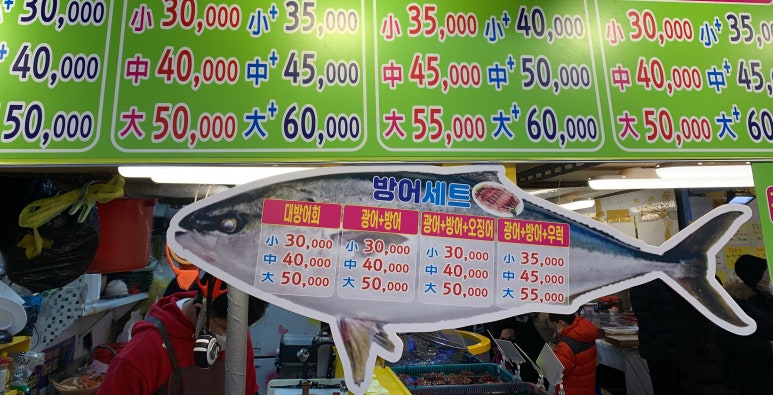 30,000 小 30,000 小+ 40,000 小 35,000 小+ 40,000 小 30,000 小+ 35,000
40,000 中 40,000 中+ 45,000 中 45,000 中+ 50,000 中 40,000 中+ 45,
50,000 大 50,000 大+ 60,000 大 55,000 大+ 60,000 大 50,000 大+ 50,000
방어세트
대방어회 광어+방어 광어+방어+오징어 광어+방어+우럭
小 30,000 小 30,000 小 30,000 小 35,000
中 40,000 中 40,000 中 40,000 中 45,000
大 50,000 大 50,000 大 50,000 大 55,000